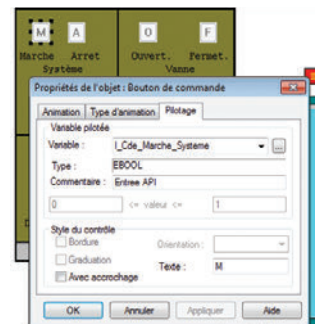 M A O F
Marche Arret Ouvert. Fermet.
Système Vanne
Propriétés de l'objet : Bouton de commande
Animation Type d'animation Pilotage
Variable pilotée
Variable : I_Cde_Marche_Systeme ...
Type : EBOOL
Commentaire : Entree API
0 <= valeur <= 1
Style du contrôle
Bordure Orientation :
Graduation
Avec accrochage Texte : M
OK Annuler Appliquer Aide